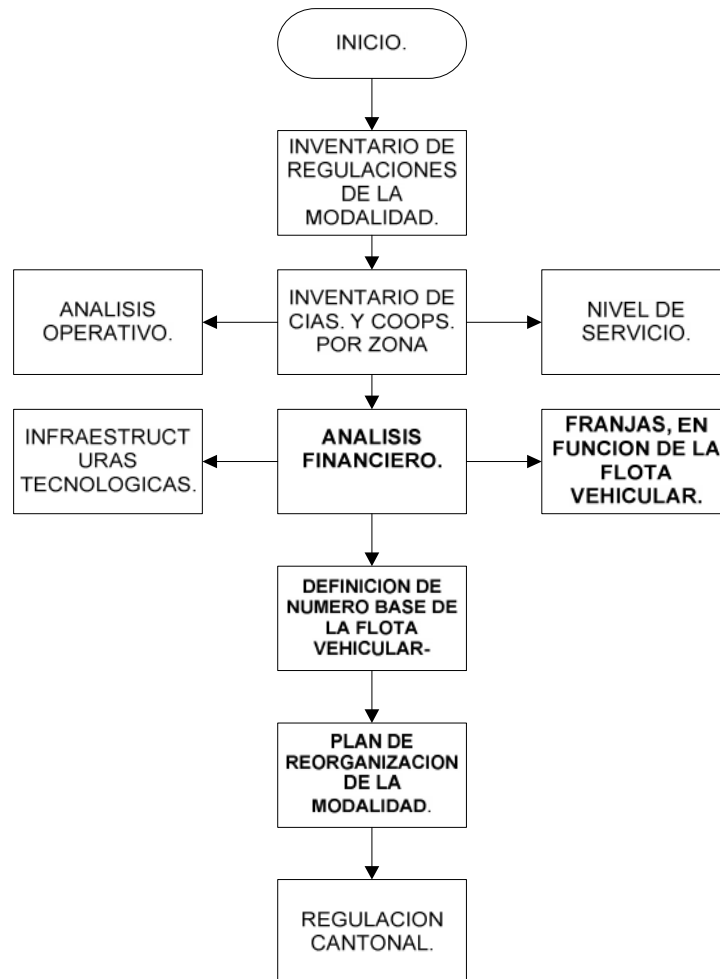 INICIO.
INVENTARIO DE
REGULACIONES
DE LA
MODALIDAD.
ANALISIS
OPERATIVO.
INVENTARIO DE
CIAS. Y COOPS.
POR ZONA
NIVEL DE
SERVICIO.
INFRAESTRUCT
URAS
TECNOLOGICAS.
ANALISIS
FINANCIERO.
FRANJAS, EN
FUNCION DE LA
FLOTA
VEHICULAR.
DEFINICION DE
NUMERO BASE DE
LA FLOTA
VEHICULAR-
PLAN DE
REORGANIZACION
DE LA
MODALIDAD.
REGULACION
CANTONAL.